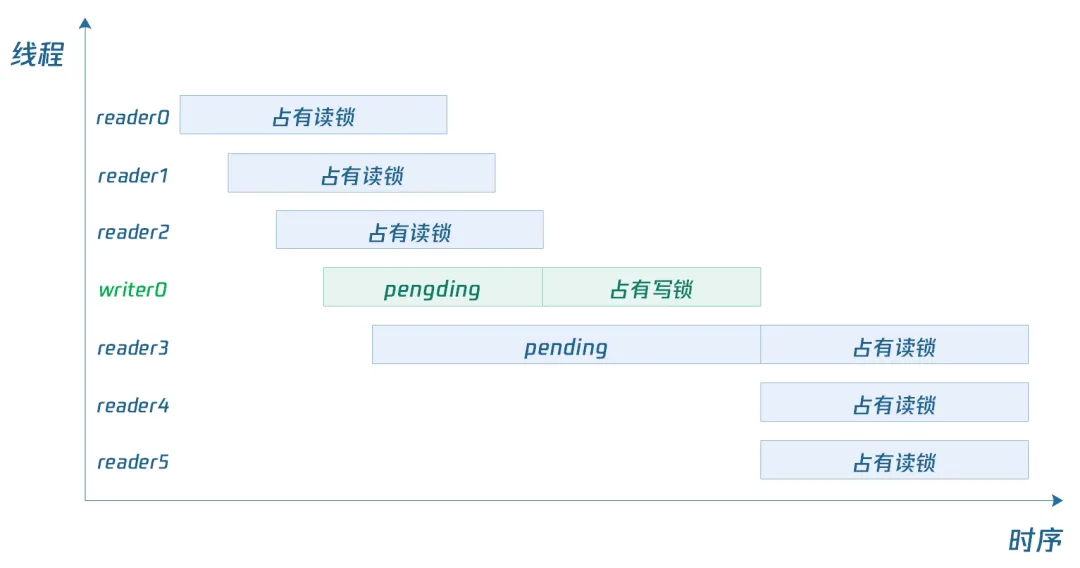 线程
reader0 占有读锁
reader1 占有读锁
reader2 占有读锁
writer0 pengding 占有写锁
reader3 pending 占有读锁
reader4 占有读锁
reader5 占有读锁
时序